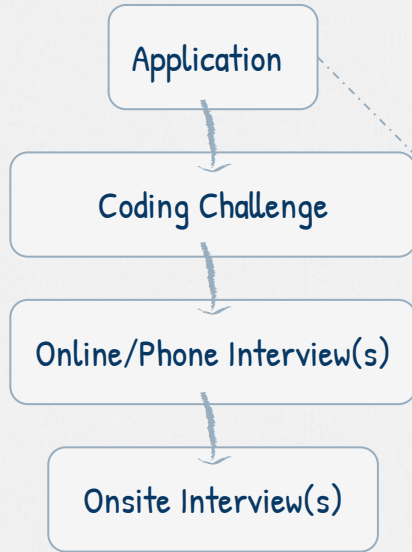 Application
Coding Challenge
Online/Phone Interview(s)
Onsite Interview(s)